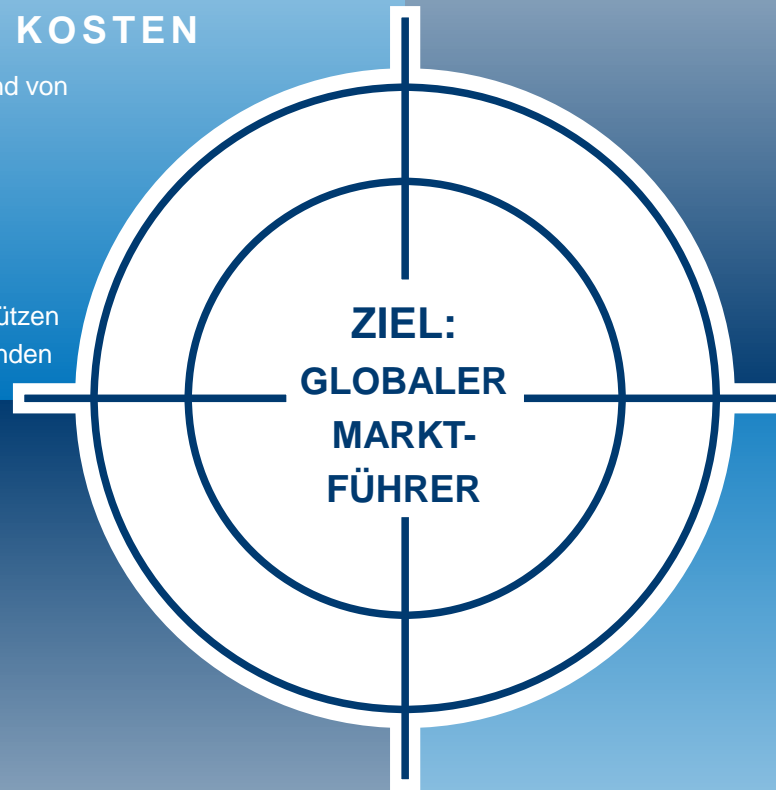 KOSTEN
nd von
ützen
nden
ZIEL:
GLOBALER
MARKT-
FÜHRER